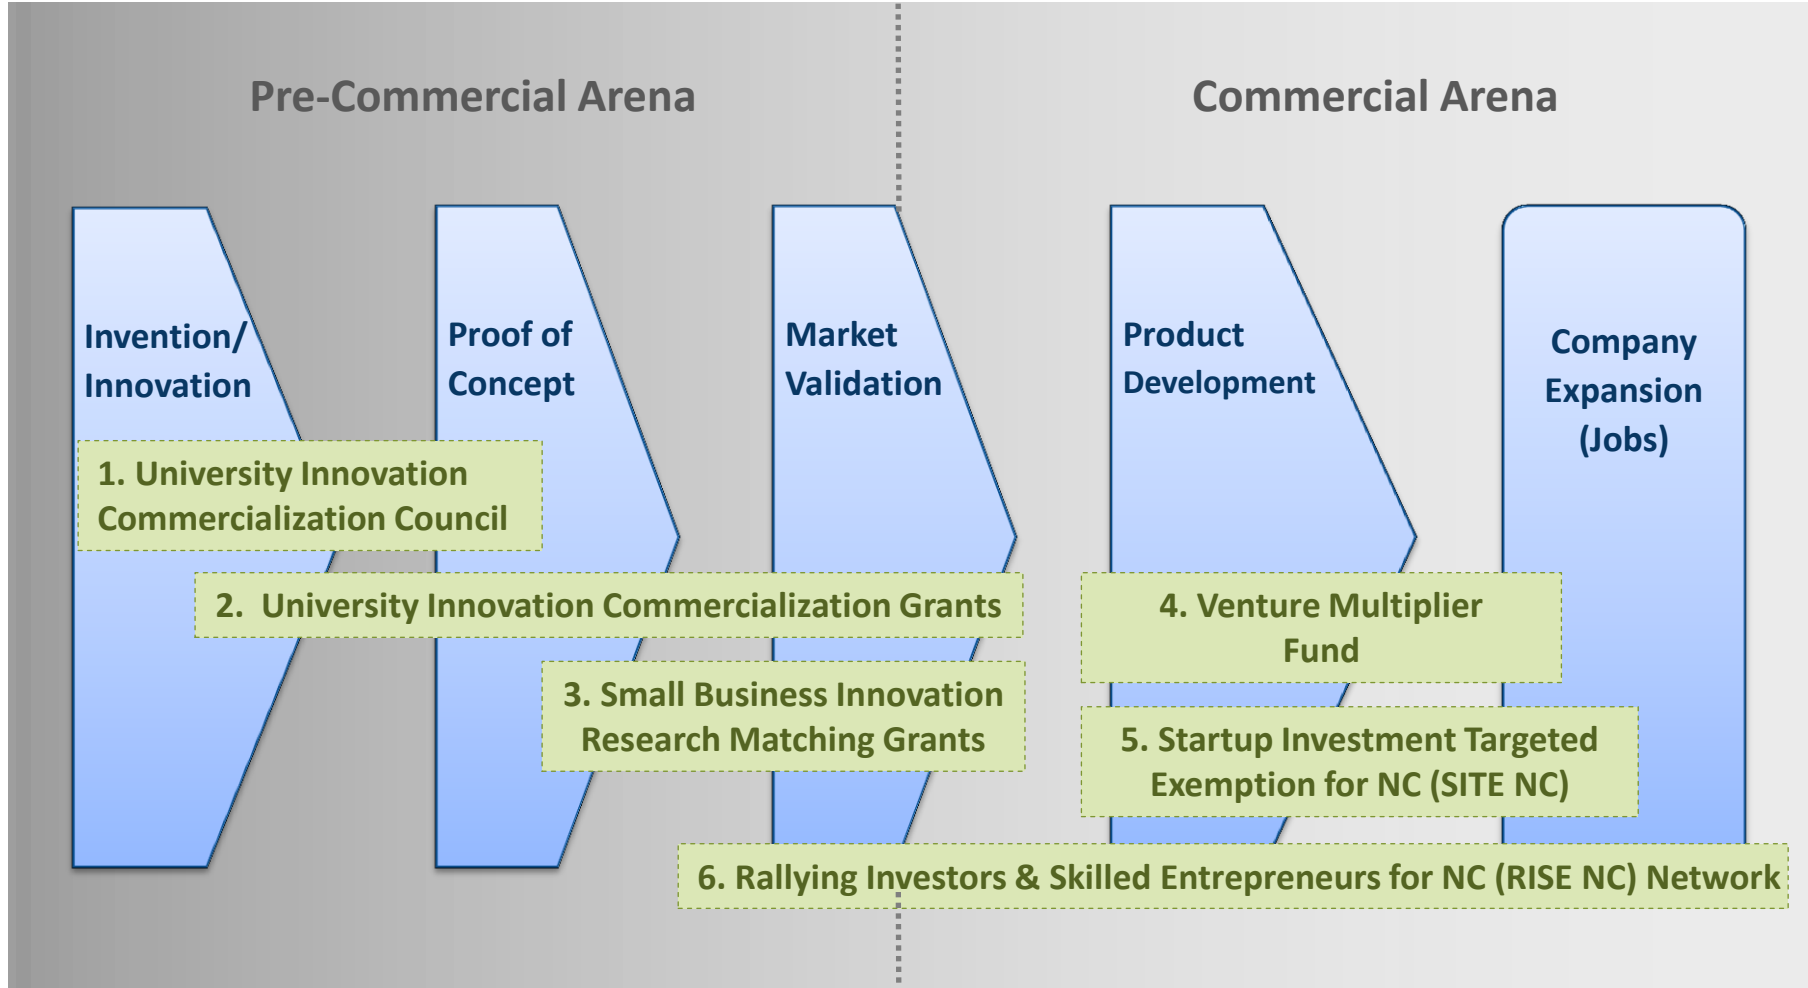 Pre-Commercial Arena
Commercial Arena
Invention/
Innovation
Proof of
Concept
Market
Validation
Product
Development
Company
Expansion
(Jobs)
1. University Innovation
Commercialization Council
2. University Innovation Commercialization Grants
3. Small Business Innovation
Research Matching Grants
4. Venture Multiplier
Fund
5. Startup Investment Targeted
Exemption for NC (SITE NC)
6. Rallying Investors & Skilled Entrepreneurs for NC (RISE NC) Network